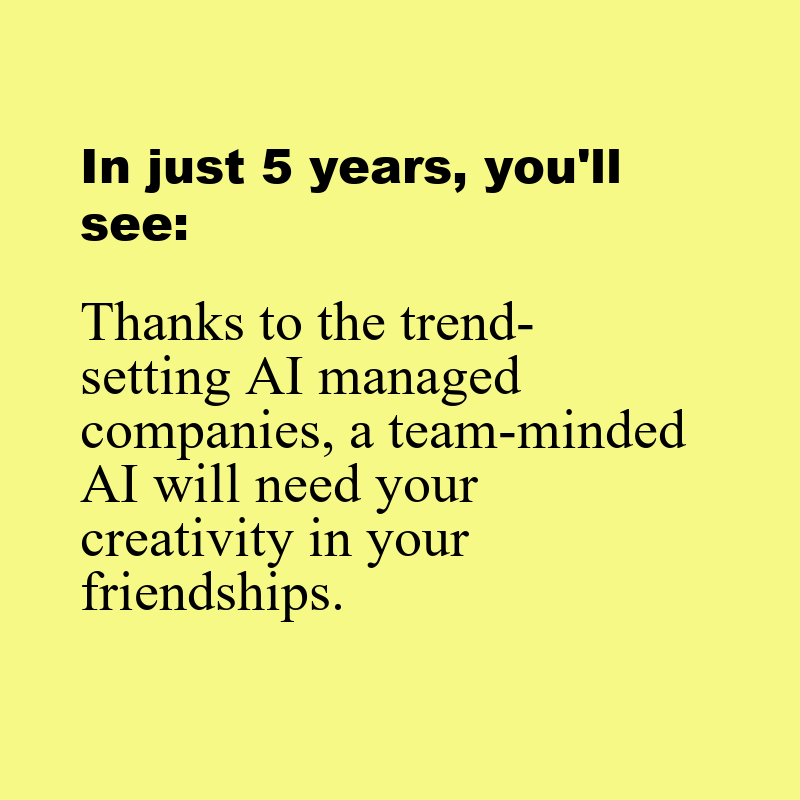 In just 5 years, you'll
see:
Thanks to the trend-
setting AI managed
companies, a team-minded
AI will need your
creativity in your
friendships.